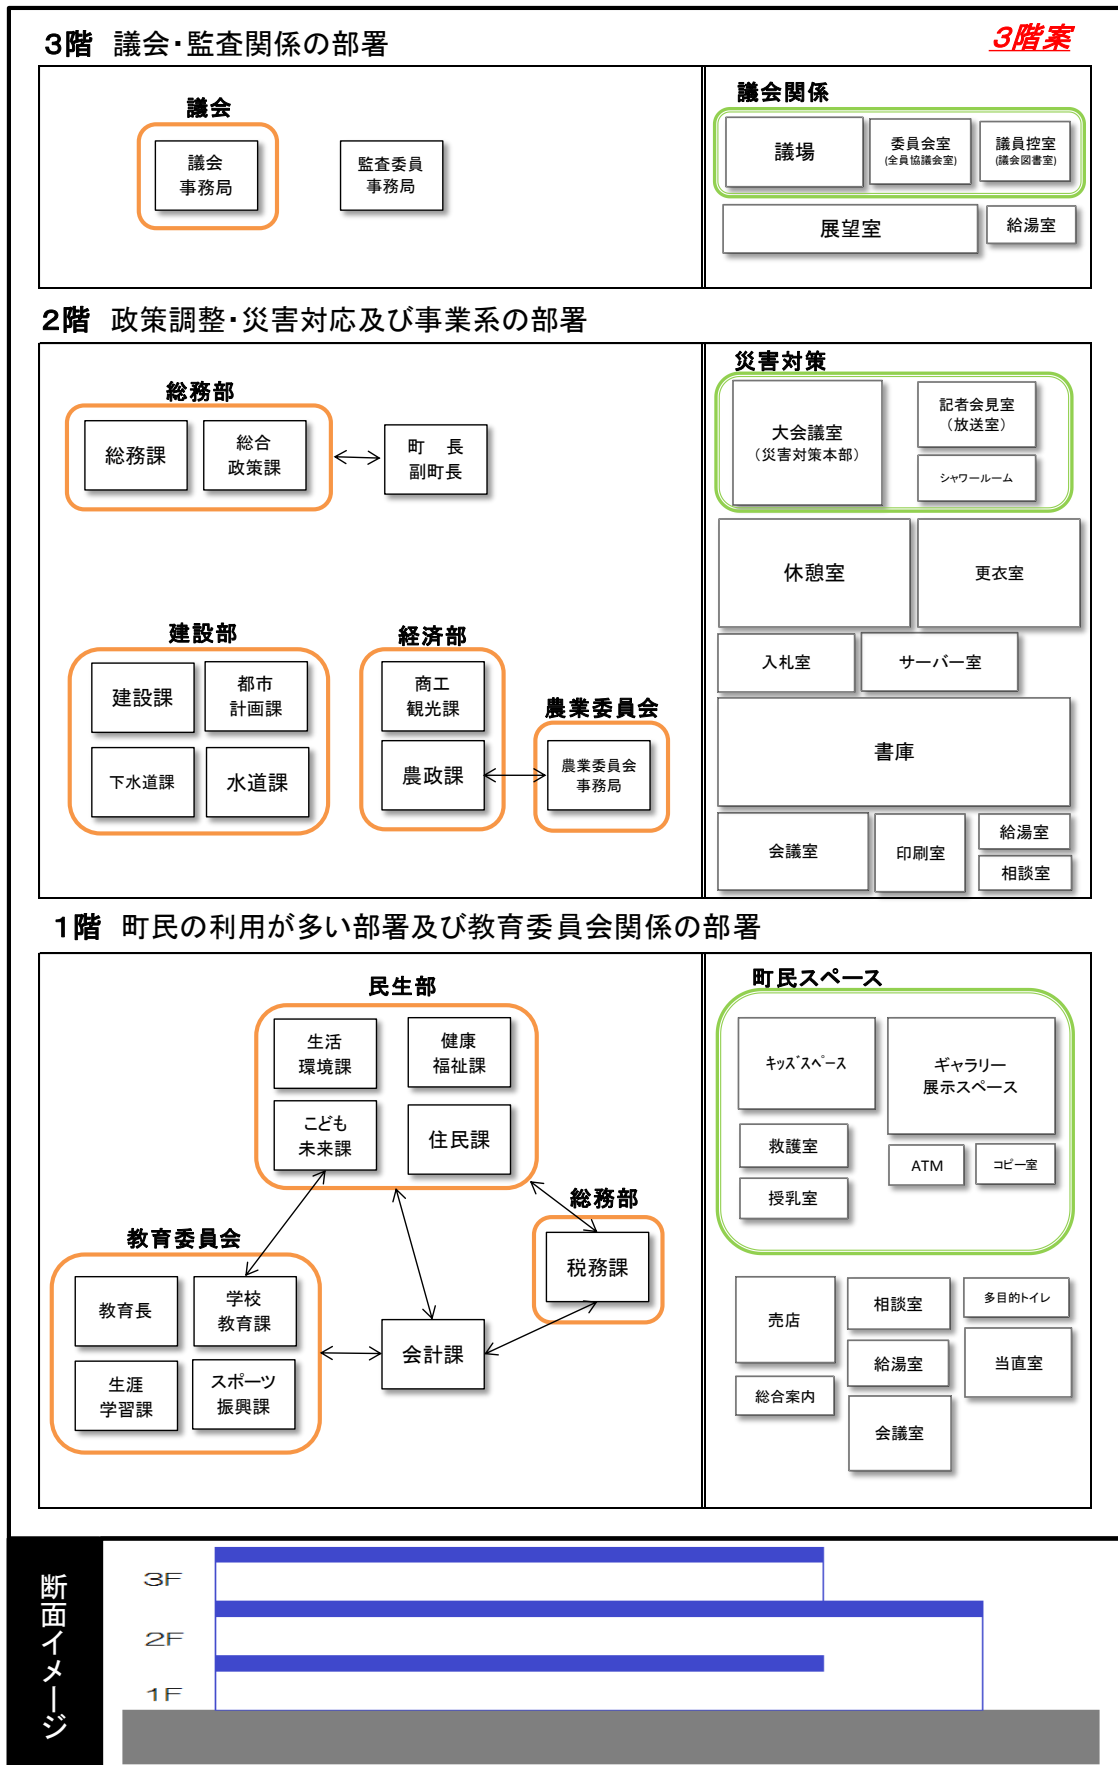 3階 議会・監査関係の部署
3階案
議会
議会
事務局
監査委員
事務局
議会関係
議場
委員会室
(全員協議会室)
議員控室
(議会図書室)
展望室
給湯室
2階 政策調整・災害対応及び事業系の部署
総務部
総務課
総合
政策課
町 長
副町長
建設部
建設課
都市
計画課
下水道課
水道課
経済部
商工
観光課
農政課
農業委員会
農業委員会
事務局
災害対策
大会議室
(災害対策本部)
記者会見室
(放送室)
シャワールーム
休憩室
更衣室
入札室
サーバー室
書庫
会議室
印刷室
給湯室
相談室
1階 町民の利用が多い部署及び教育委員会関係の部署
民生部
生活
環境課
健康
福祉課
こども
未来課
住民課
総務部
税務課
教育委員会
教育長
学校
教育課
生涯
学習課
スポーツ
振興課
会計課
町民スペース
キッズスペース
ギャラリー
展示スペース
救護室
ATM
コピー室
授乳室
売店
相談室
多目的トイレ
給湯室
当直室
総合案内
会議室
断面イメージ
3F
2F
1F